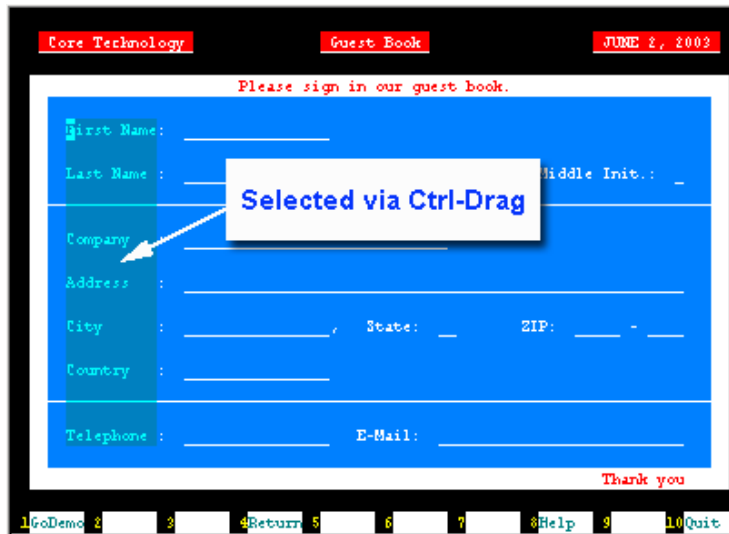 Core Technology Guest Book JUNE 2, 2003
Please sign in our guest book.
First Name:
Last Name : Middle Init.:
Selected via Ctrl-Drag
Company :
Address :
City : , State: ZIP: -
Country :
Telephone : E-Mail:
Thank you
1GoDemo 2 3 4Return 5 6 7 8Help 9 10Quit